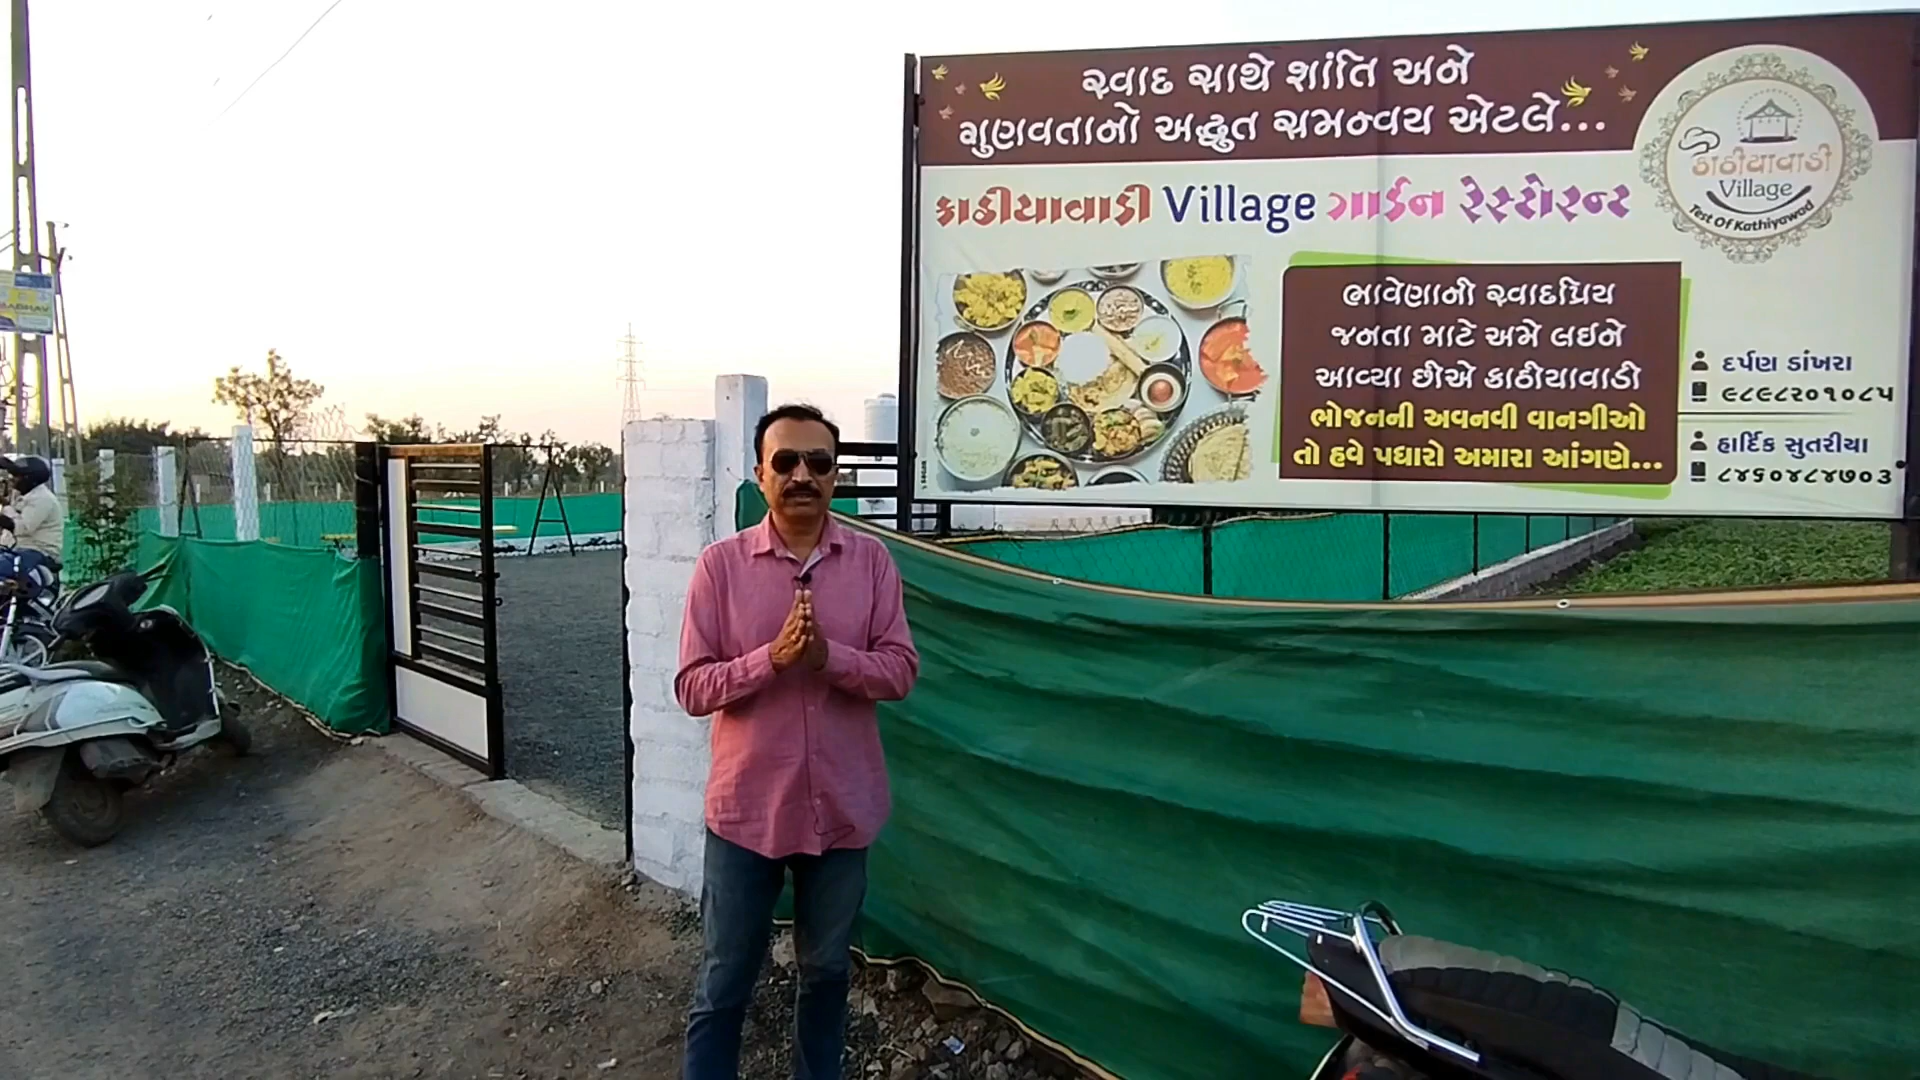 સ્વાદ સાથે શાંતિ અને
ગુણવતાનો અદ્ભુત સમન્વય એટલે...
કાઠીયાવાડી Village ગાર્ડન રેસ્ટોરન્ટ
કાઠીયાવાડી
Village
Test Of Kathiyawad
ભાવેણાની સ્વાદપ્રિય
જનતા માટે અમે લઇને
આવ્યા છીએ કાઠીયાવાડી
ભોજનની અવનવી વાનગીઓ
તો હવે પધારો અમારા આંગણે...
દર્પણ ડાંખરા
૯૮૯૮૨૦૧૦૮૫
હાર્દિક સુતરીયા
૮૪૬૦૪૮૪૭૦૩